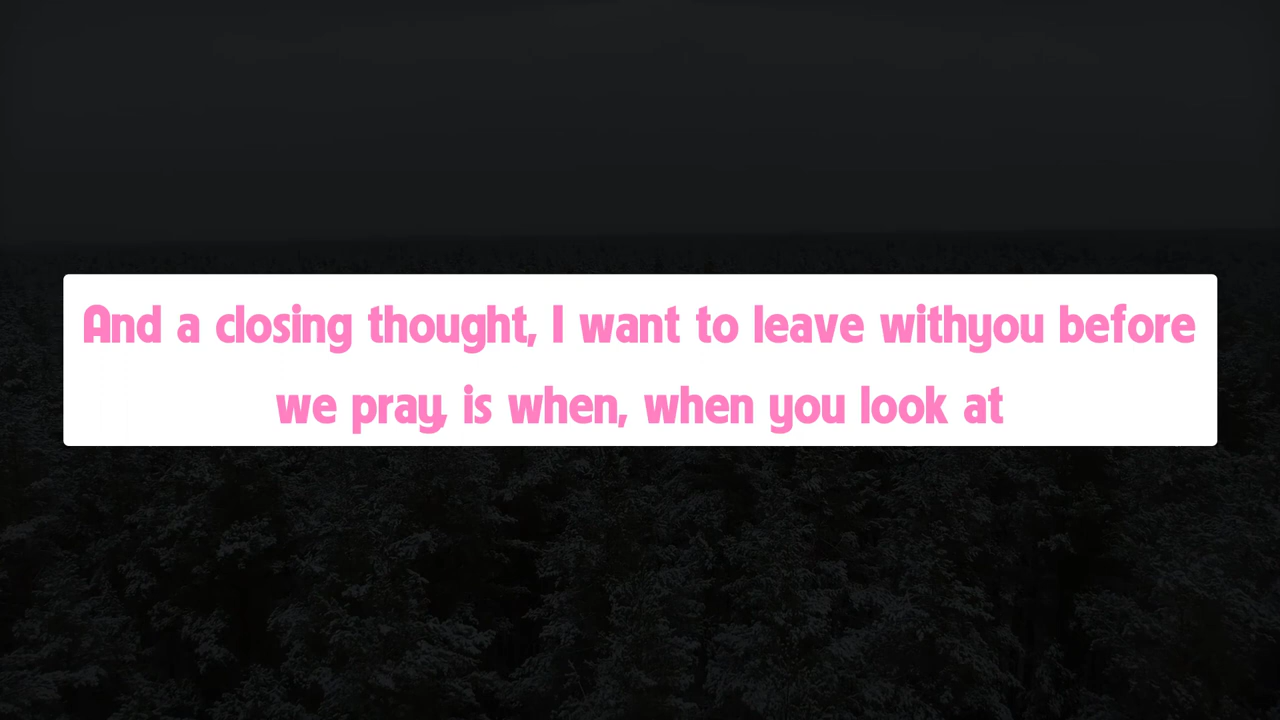 And a closing thought, I want to leave withyou before
we pray, is when, when you look at